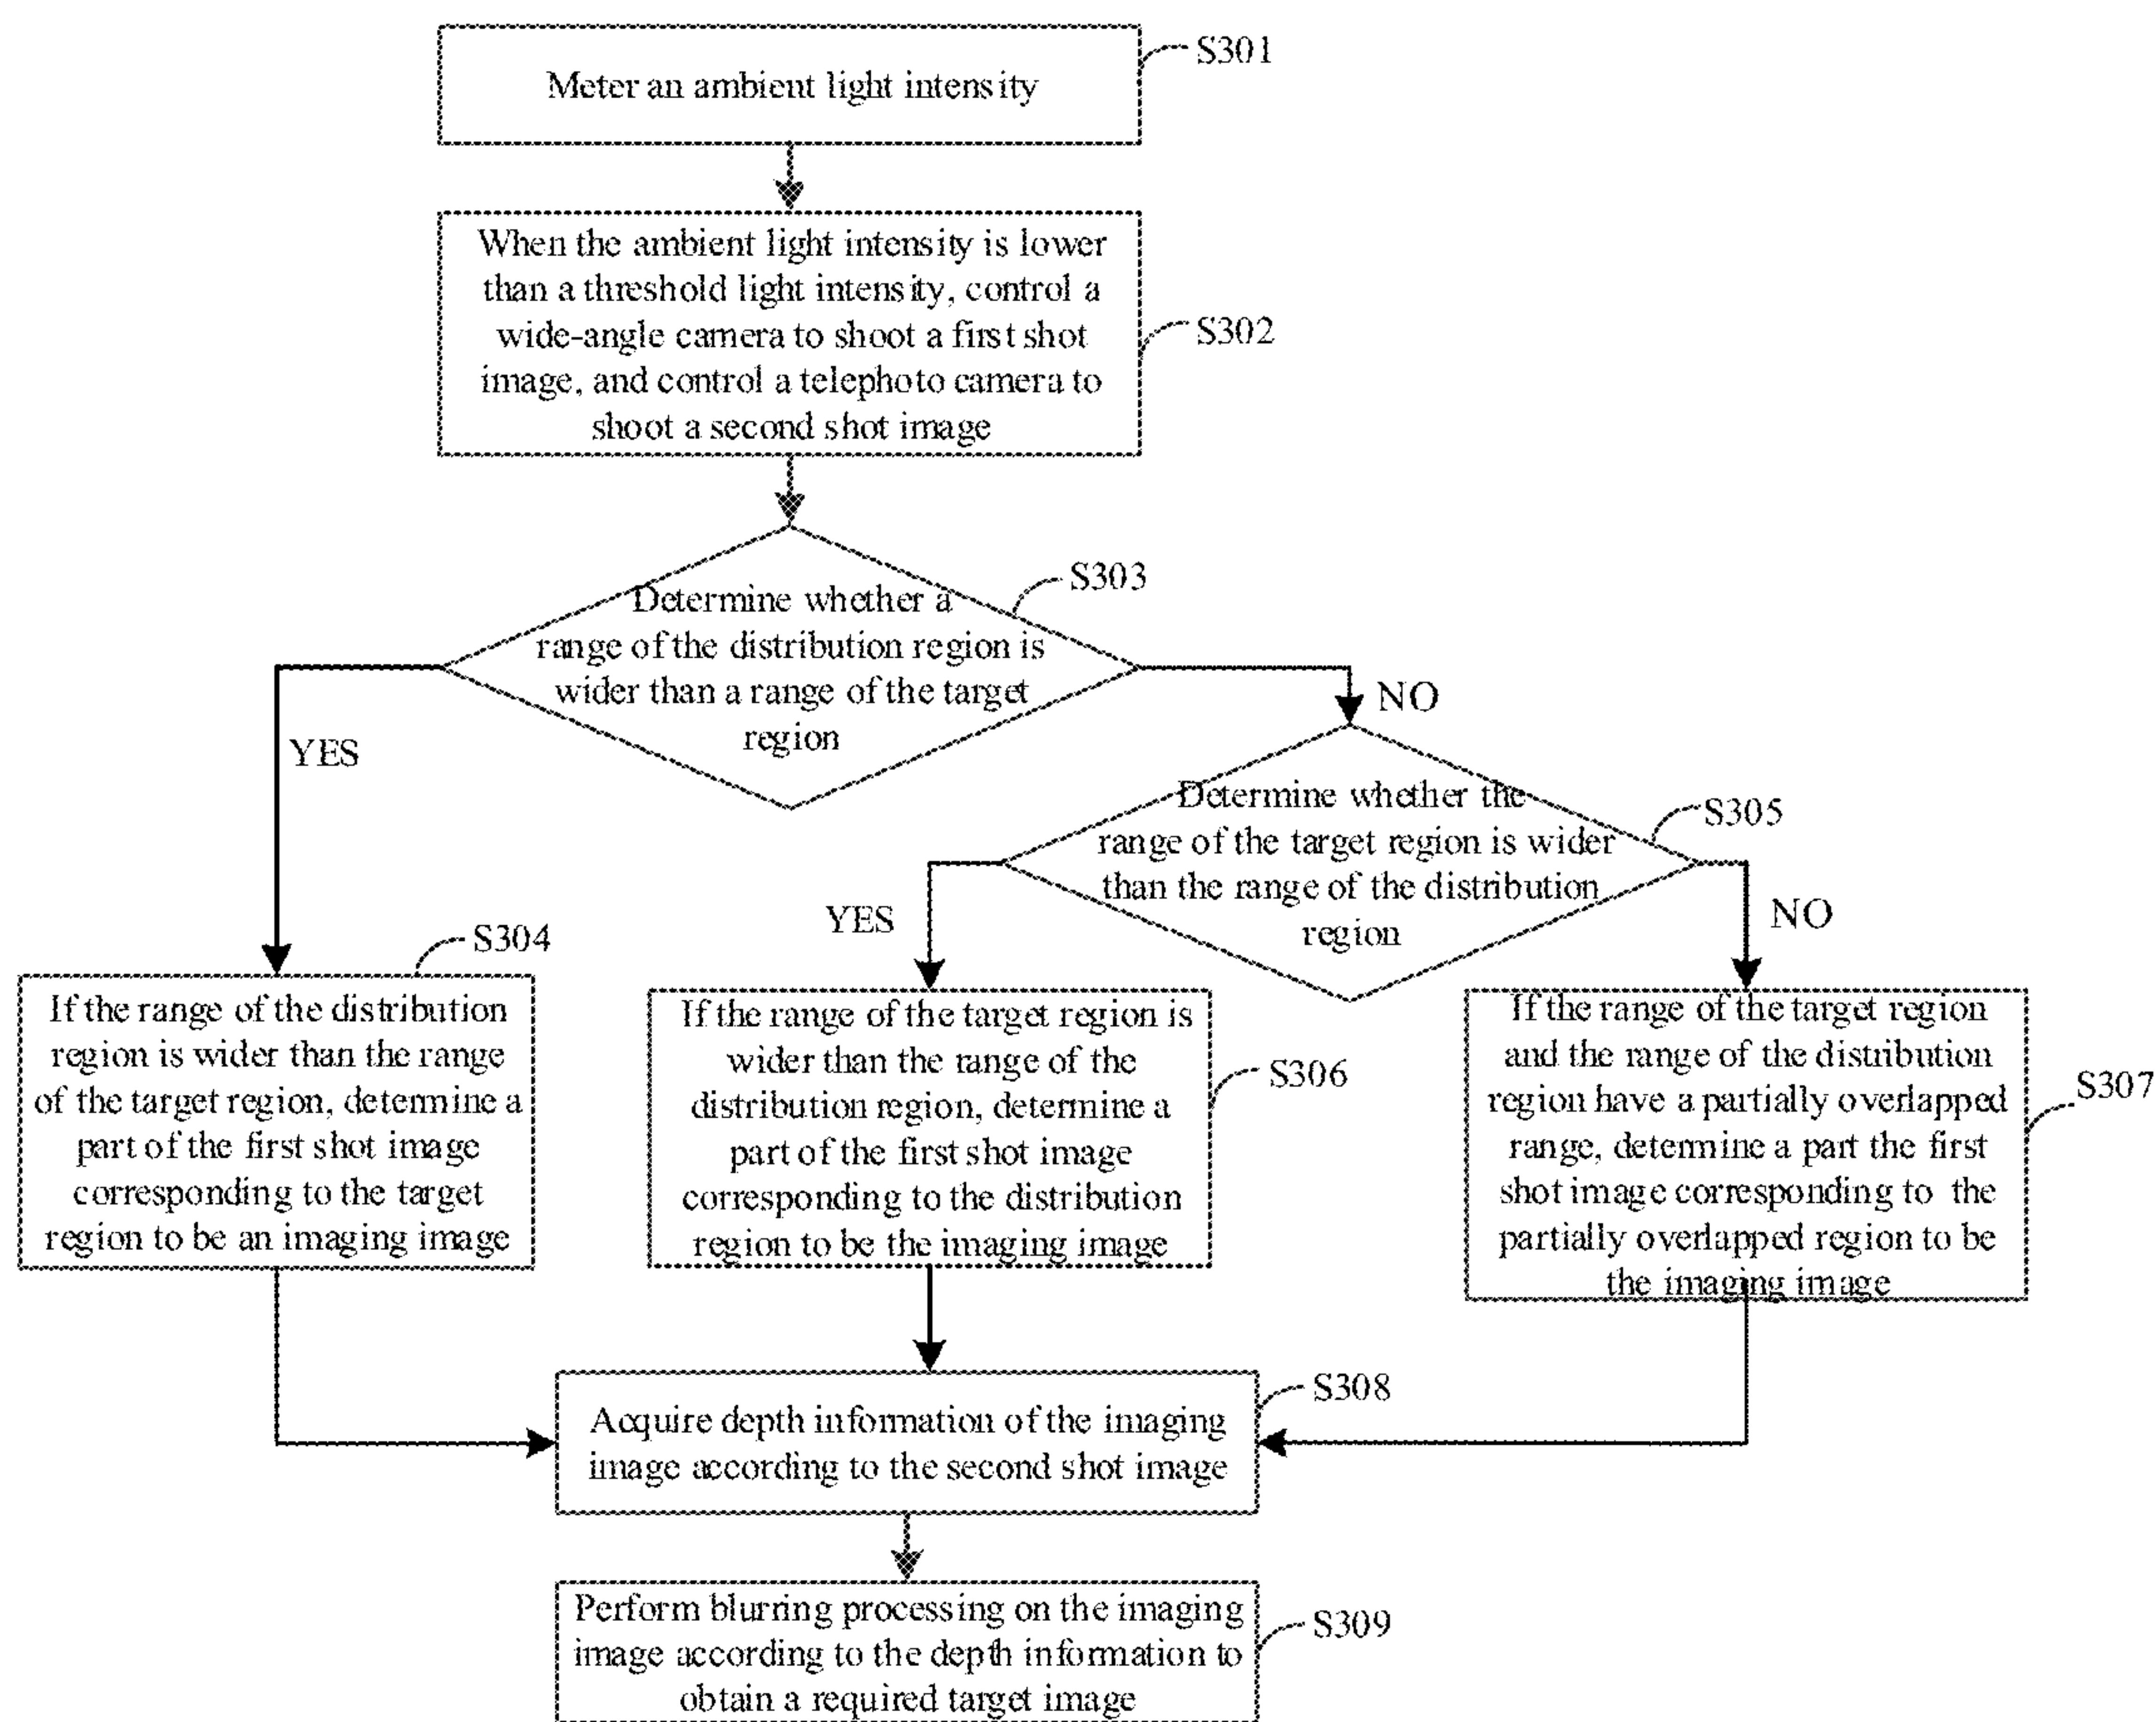 Meter an ambient light intensity
S301
When the ambient light intensity is lower
than a threshold light intensity, control a
wide-angle camera to shoot a first shot
image, and control a telephoto camera to
shoot a second shot image
S302
Determine whether a
range of the distribution region is
wider than a range of the target
region
S303
YES
NO
Determine whether the
range of the target region is wider
than the range of the distribution
region
S305
YES
NO
S304
If the range of the distribution
region is wider than the range
of the target region, determine a
part of the first shot image
corresponding to the target
region to be an imaging image
If the range of the target region is
wider than the range of the
distribution region, determine a
part of the first shot image
corresponding to the distribution
region to be the imaging image
S306
If the range of the target region
and the range of the distribution
region have a partially overlapped
range, determine a part the first
shot image corresponding to the
partially overlapped region to be
the imaging image
S307
Acquire depth information of the imaging
image according to the second shot image
S308
Perform blurring processing on the imaging
image according to the depth information to
obtain a required target image
S309